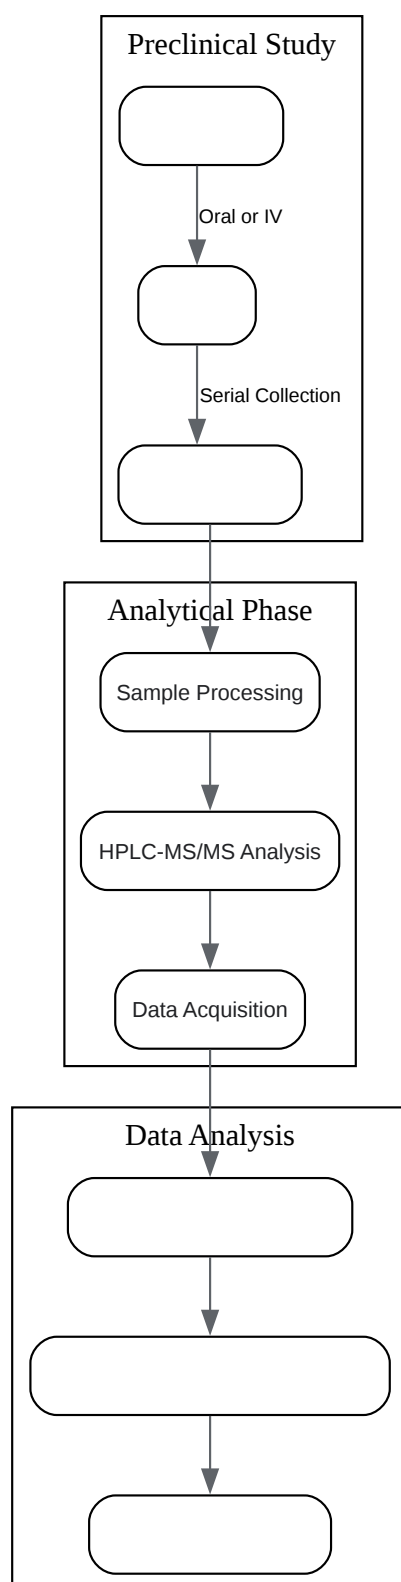 Preclinical Study
Oral or IV
Serial Collection
Analytical Phase
Sample Processing
HPLC-MS/MS Analysis
Data Acquisition
Data Analysis